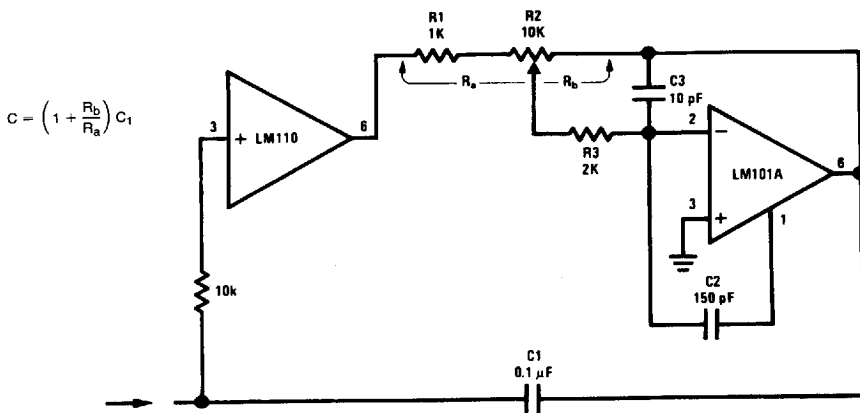 R1
1K
R2
10K
Ra
Rb
C3
10 pF
C = (1 + Rb/Ra) C1
3
+
LM110
6
2
−
R3
2K
LM101A
6
3
+
1
10k
C2
150 pF
C1
0.1 μF